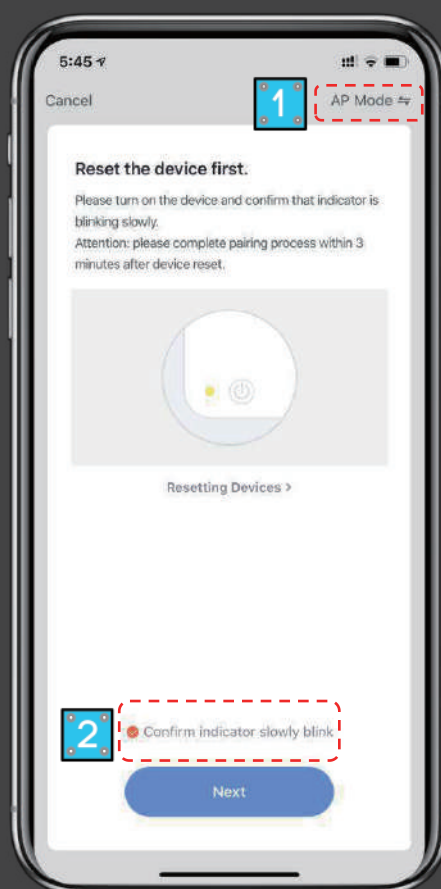 5:45
Cancel
1
AP Mode
Reset the device first.
Please turn on the device and confirm that indicator is
blinking slowly.
Attention: please complete pairing process within 3
minutes after device reset.
Resetting Devices >
2
Confirm indicator slowly blink
Next